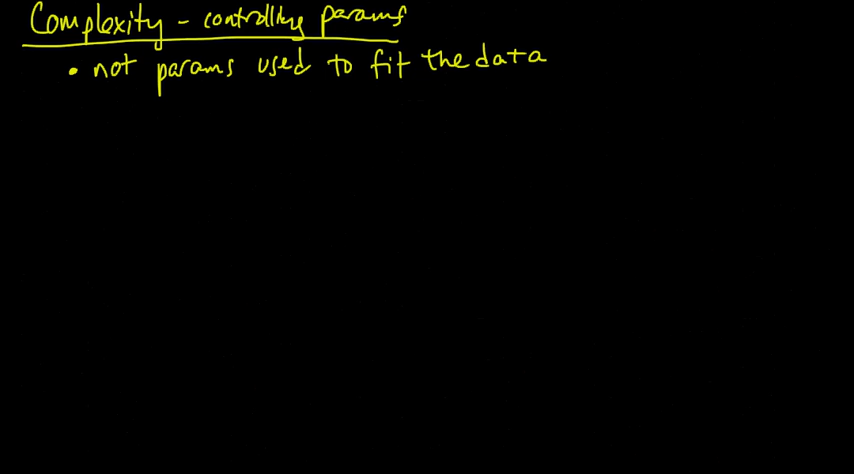 Complexity - controlling params
• not params used to fit the data